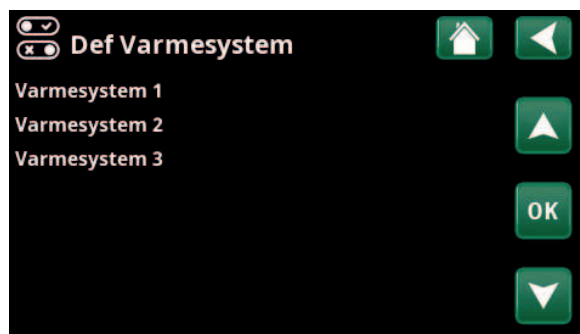 Def Varmesystem
Varmesystem 1
Varmesystem 2
Varmesystem 3
OK